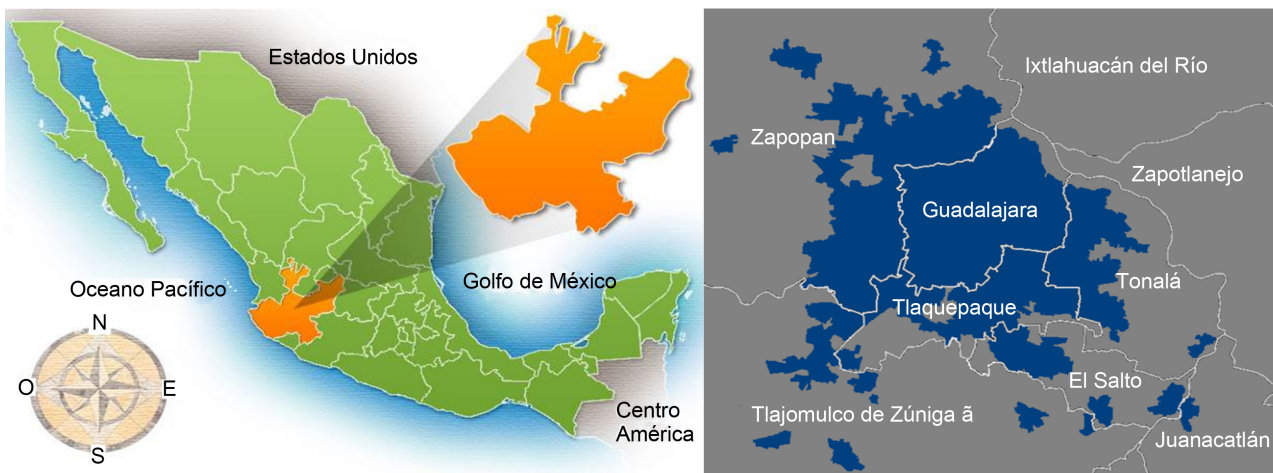 Estados Unidos
Oceano Pacífico
Golfo de México
N
O
E
S
Centro
América
Ixtlahuacán del Río
Zapopan
Zapotlanejo
Guadalajara
Tonalá
Tlaquepaque
El Salto
Tlajomulco de Zúniga ã
Juanacatlán